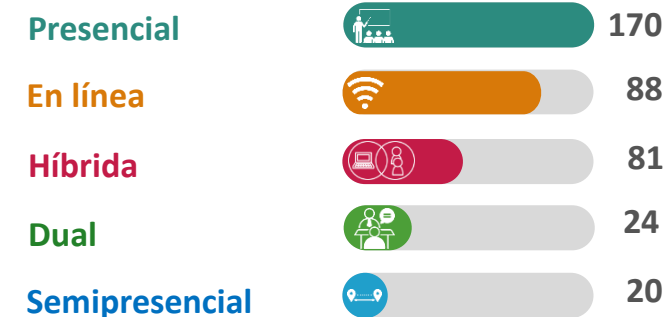 Presencial 170
En línea 88
Híbrida 81
Dual 24
Semipresencial 20